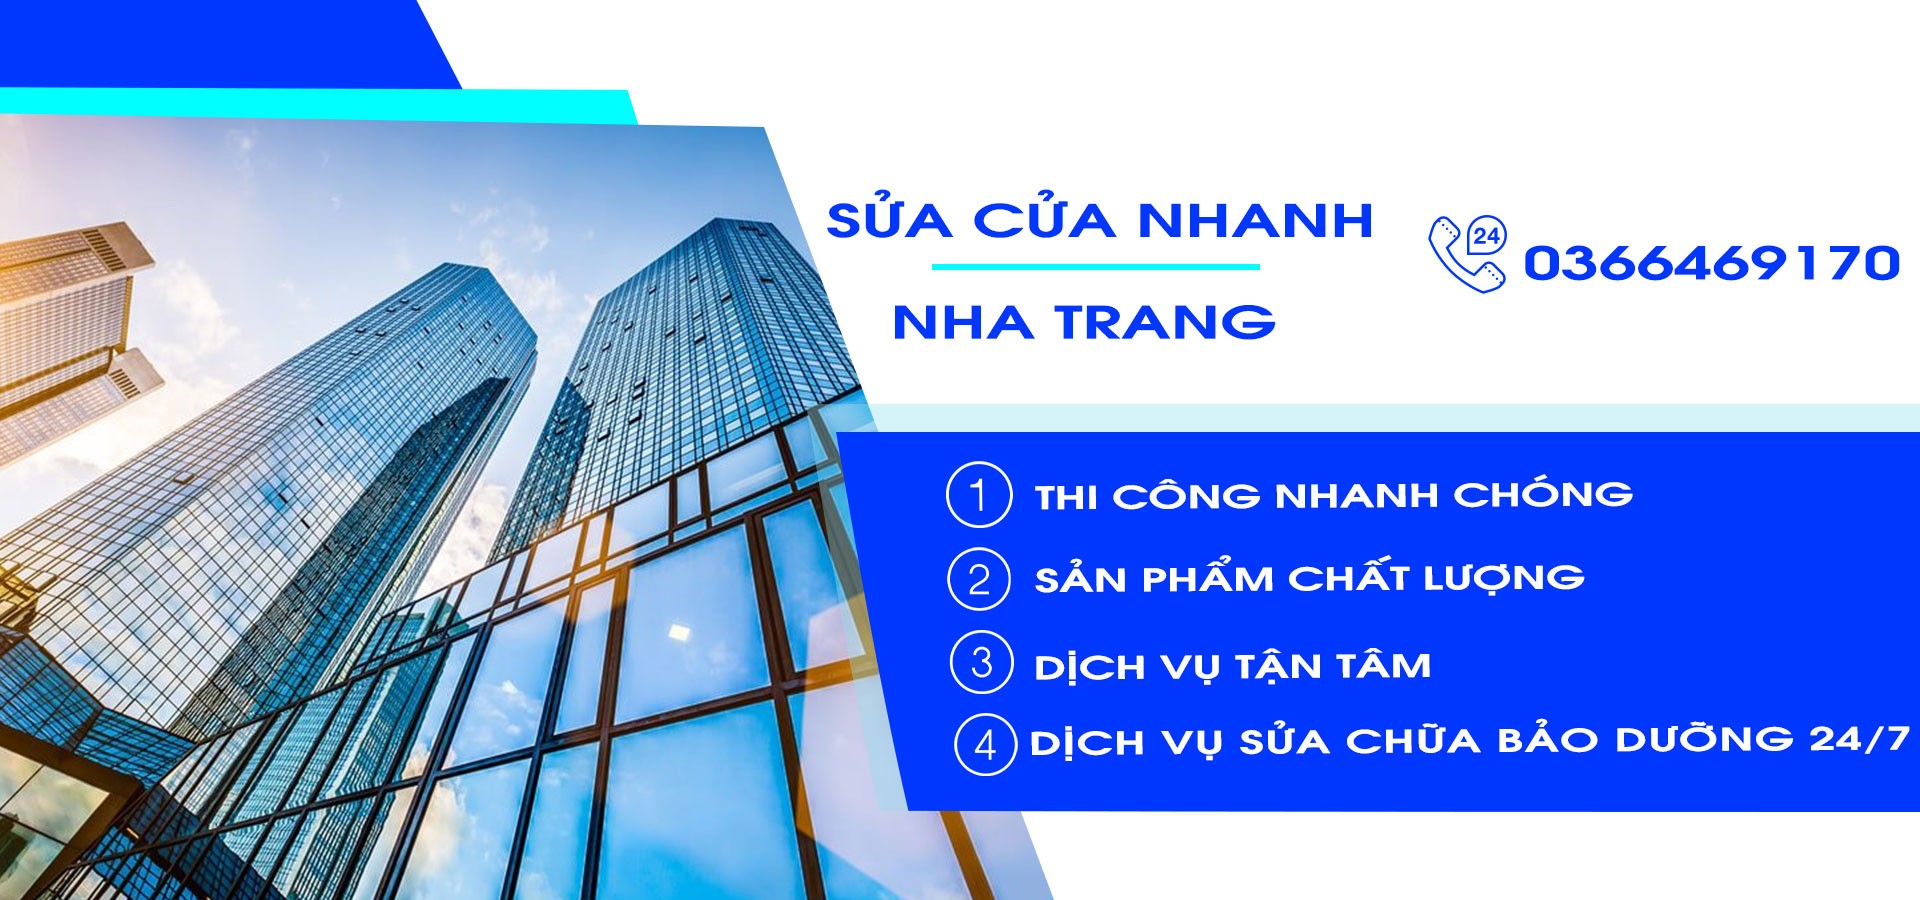 SỬA CỬA NHANH
NHA TRANG
24
0366469170
1 THI CÔNG NHANH CHÓNG
2 SẢN PHẨM CHẤT LƯỢNG
3 DỊCH VỤ TẬN TÂM
4 DỊCH VỤ SỬA CHỮA BẢO DƯỠNG 24/7